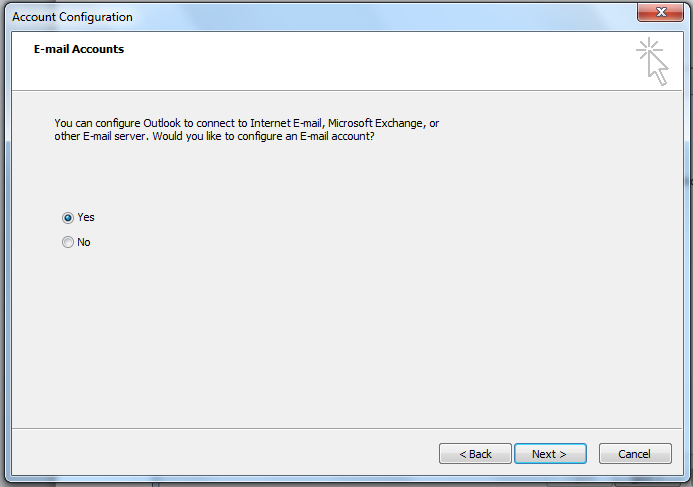 Account Configuration
E-mail Accounts
You can configure Outlook to connect to Internet E-mail, Microsoft Exchange, or
other E-mail server. Would you like to configure an E-mail account?
Yes
No
< Back
Next >
Cancel